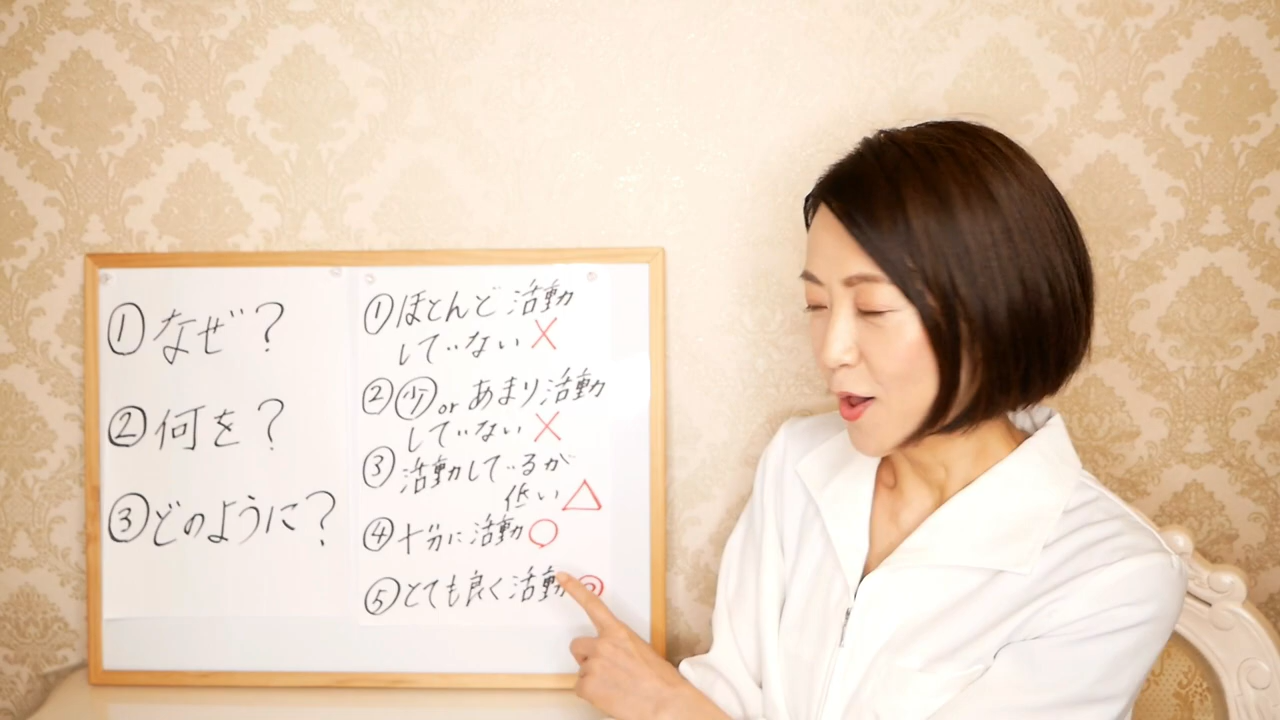 ①なぜ?
②何を?
③どのように?
①ほとんど活動
していない×
②少orあまり活動
していない×
③活動しているが
低い△
④十分に活動○
⑤とても良く活動◎